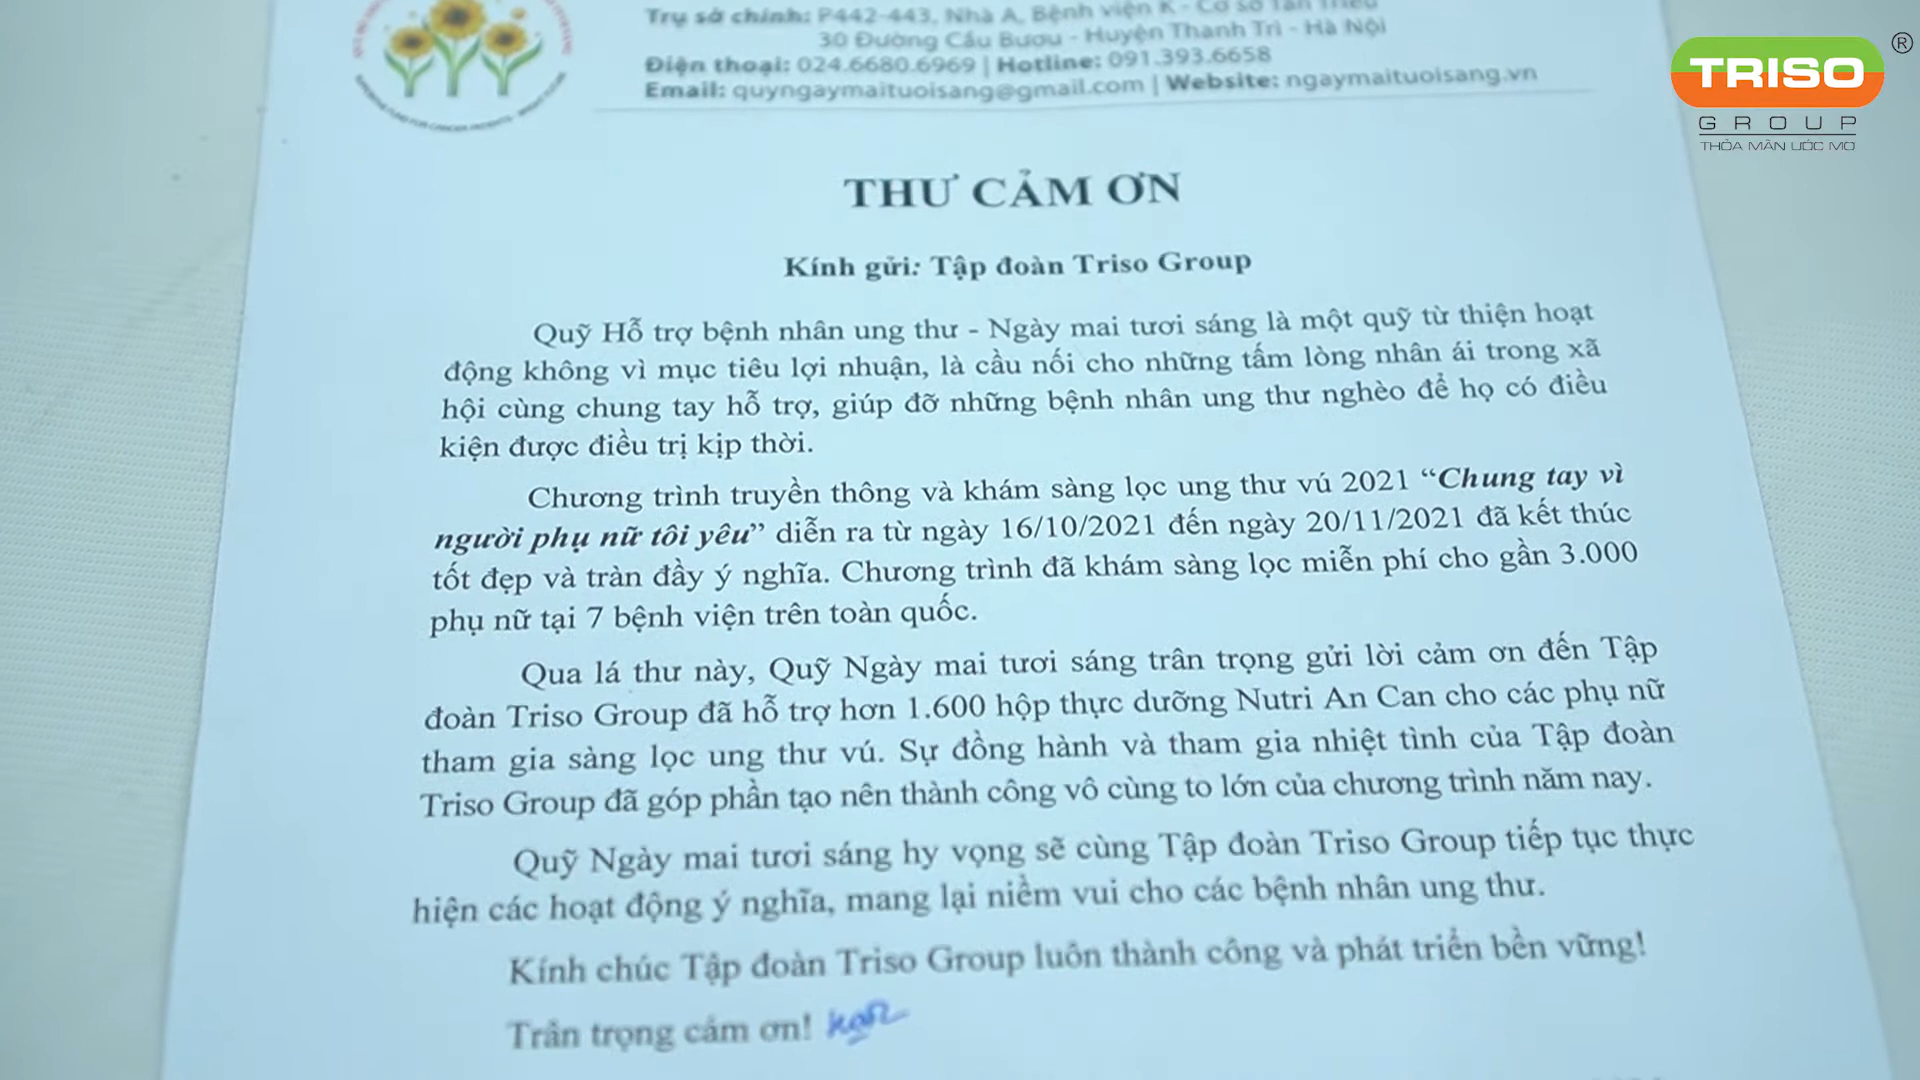 Trụ sở chính: P442-443, Nhà A, Bệnh viện K - Cơ sở Tân Triều
30 Đường Cầu Bươu - Huyện Thanh Trì - Hà Nội
Điện thoại: 024.6680.6969 | Hotline: 091.393.6658
Email: quyngaymaituoisang@gmail.com | Website: ngaymaituoisang.vn
TRISO ®
GROUP
THỎA MÃN ƯỚC MƠ
THƯ CẢM ƠN
Kính gửi: Tập đoàn Triso Group
Quỹ Hỗ trợ bệnh nhân ung thư - Ngày mai tươi sáng là một quỹ từ thiện hoạt
động không vì mục tiêu lợi nhuận, là cầu nối cho những tấm lòng nhân ái trong xã
hội cùng chung tay hỗ trợ, giúp đỡ những bệnh nhân ung thư nghèo để họ có điều
kiện được điều trị kịp thời.
Chương trình truyền thông và khám sàng lọc ung thư vú 2021 “Chung tay vì
người phụ nữ tôi yêu” diễn ra từ ngày 16/10/2021 đến ngày 20/11/2021 đã kết thúc
tốt đẹp và tràn đầy ý nghĩa. Chương trình đã khám sàng lọc miễn phí cho gần 3.000
phụ nữ tại 7 bệnh viện trên toàn quốc.
Qua lá thư này, Quỹ Ngày mai tươi sáng trân trọng gửi lời cảm ơn đến Tập
đoàn Triso Group đã hỗ trợ hơn 1.600 hộp thực dưỡng Nutri An Can cho các phụ nữ
tham gia sàng lọc ung thư vú. Sự đồng hành và tham gia nhiệt tình của Tập đoàn
Triso Group đã góp phần tạo nên thành công vô cùng to lớn của chương trình năm nay.
Quỹ Ngày mai tươi sáng hy vọng sẽ cùng Tập đoàn Triso Group tiếp tục thực
hiện các hoạt động ý nghĩa, mang lại niềm vui cho các bệnh nhân ung thư.
Kính chúc Tập đoàn Triso Group luôn thành công và phát triển bền vững!
Trân trọng cảm ơn!